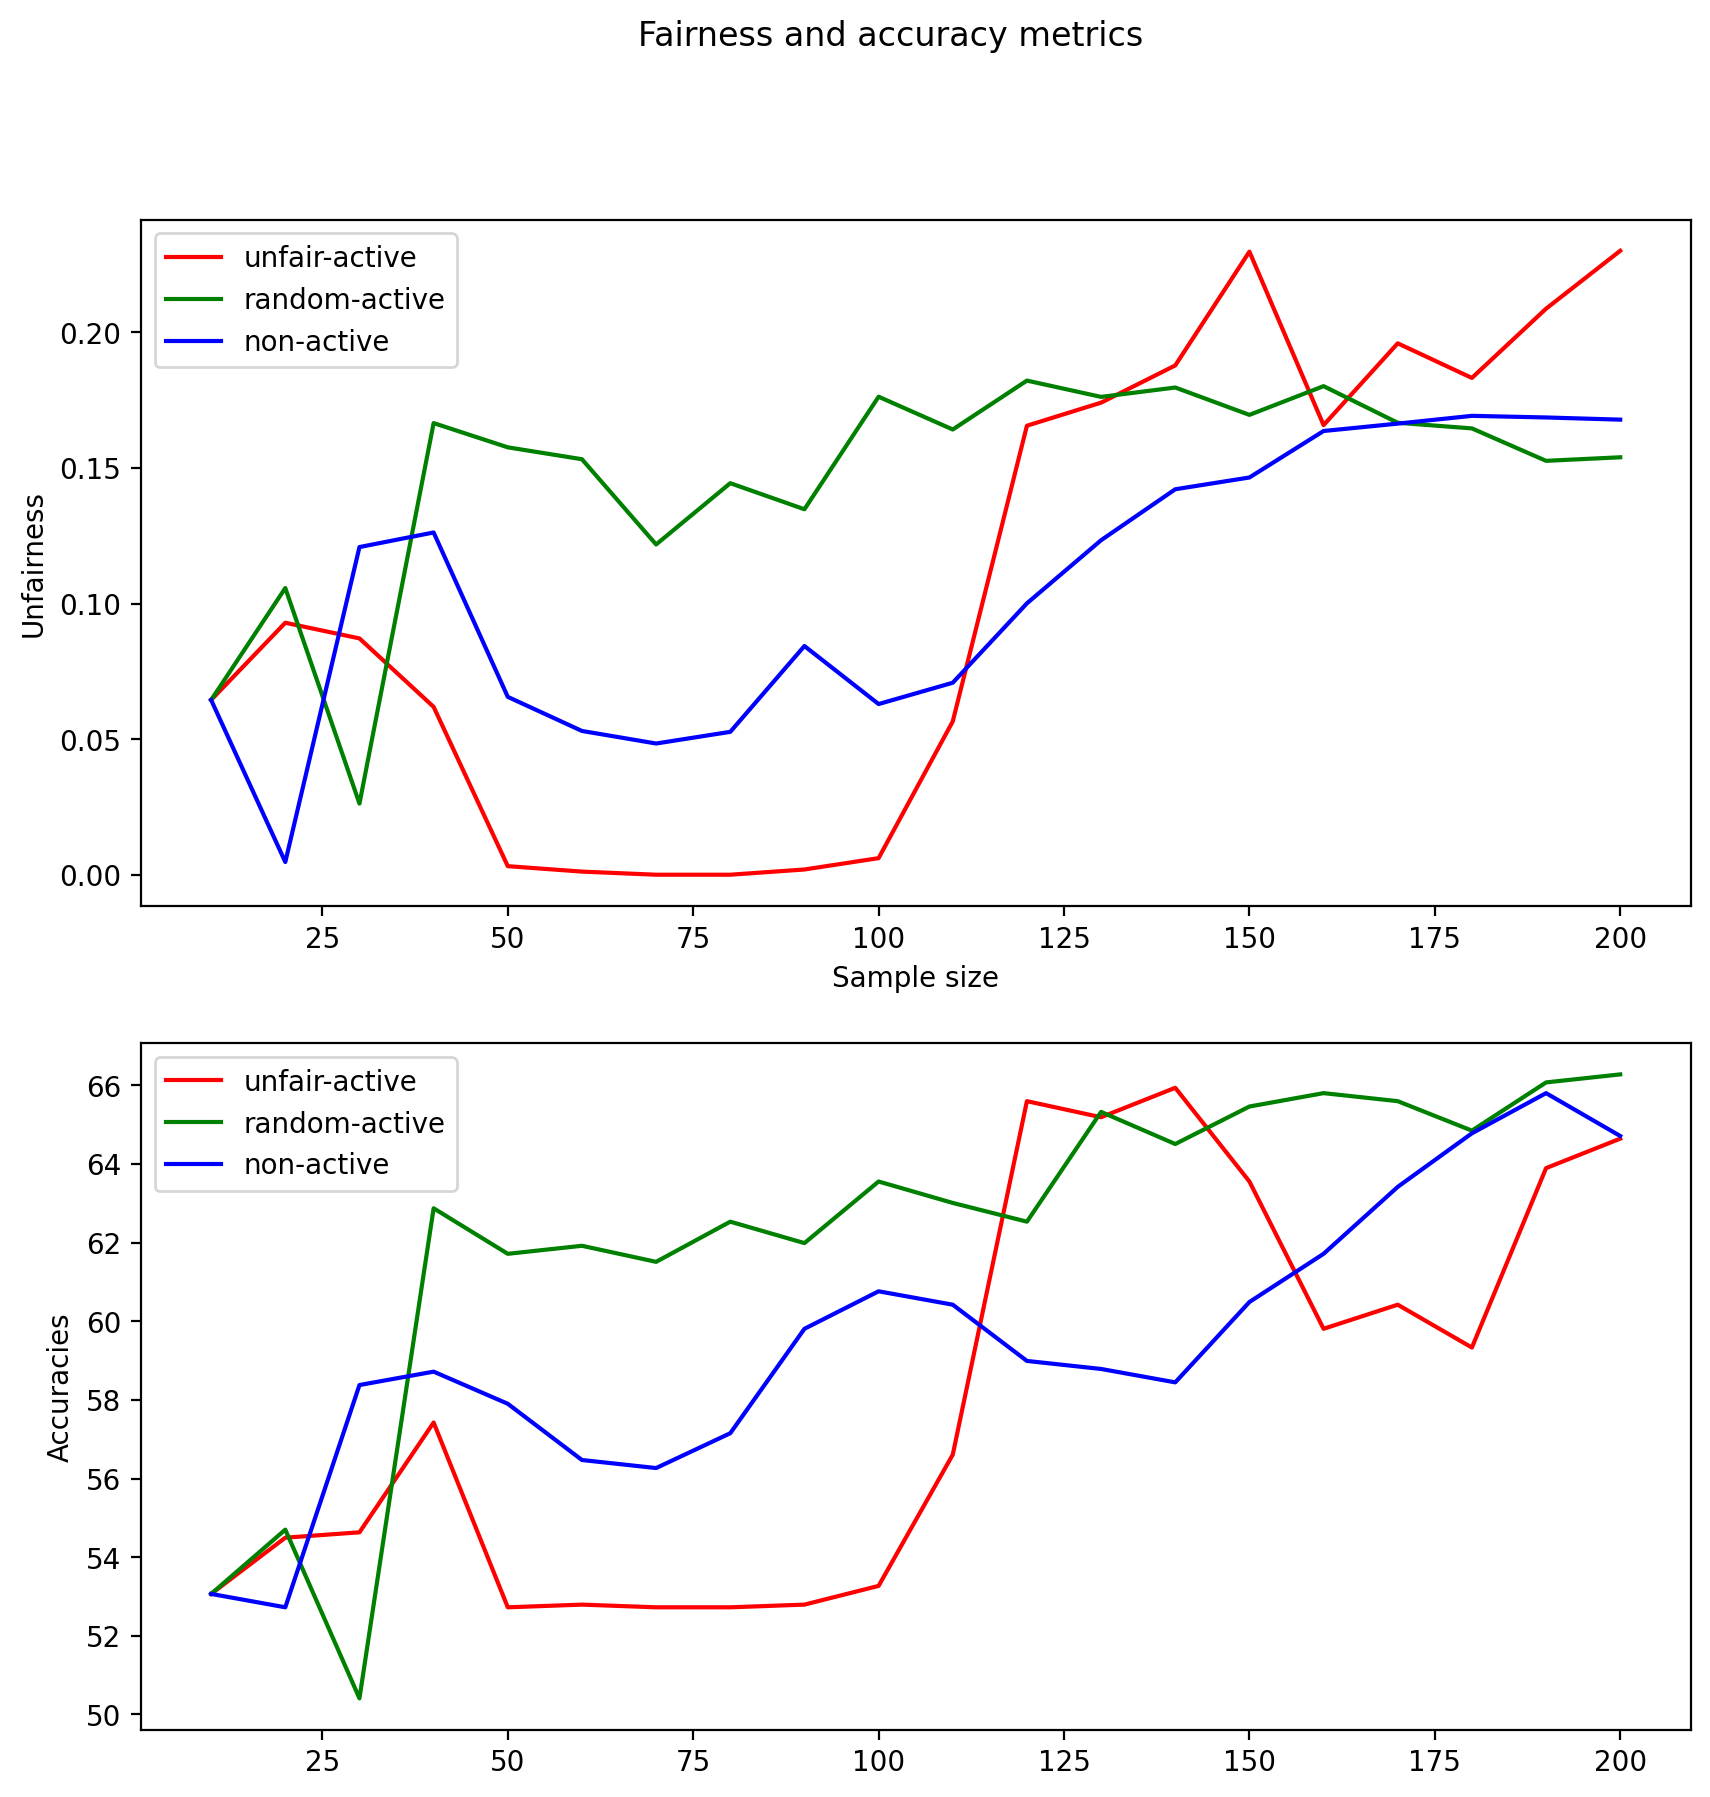 Fairness and accuracy metrics
unfair-active
random-active
non-active
0.20
0.15
0.10
0.05
0.00
Unfairness
25 50 75 100 125 150 175 200
Sample size
unfair-active
random-active
non-active
66
64
62
60
58
56
54
52
50
Accuracies
25 50 75 100 125 150 175 200